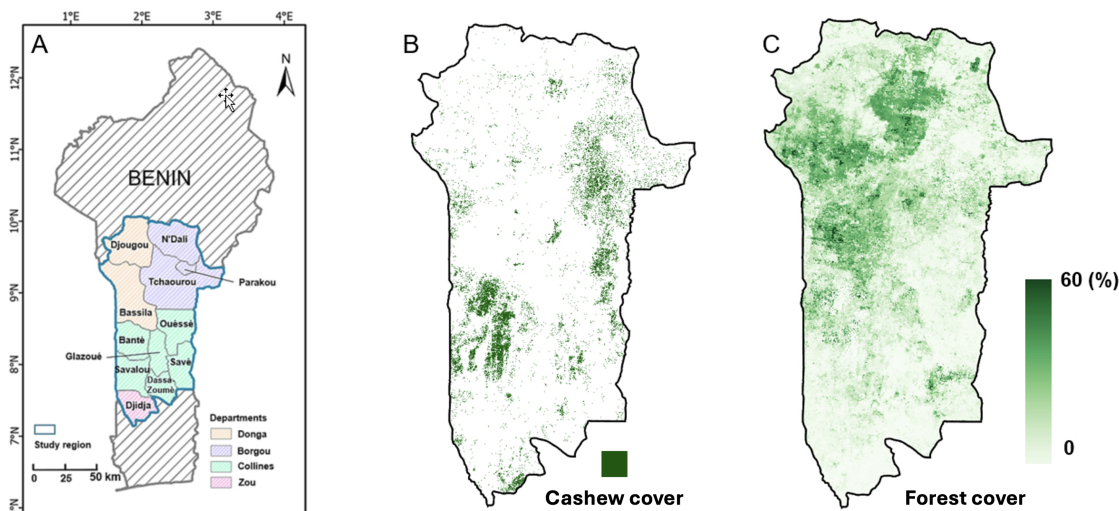 A
1°E 2°E 3°E 4°E
N
12°N
11°N
BENIN
10°N
Djougou
N'Dali
Tchaourou
Parakou
9°N
Bassila
Ouèssè
Bantè
Glazoué
8°N
Savè
Savalou
Dassa
Zoumè
Djidja
7°N
Study region
0 25 50 km
Departments
Donga
Borgou
Collines
Zou
B
Cashew cover
C
60 (%)
0
Forest cover